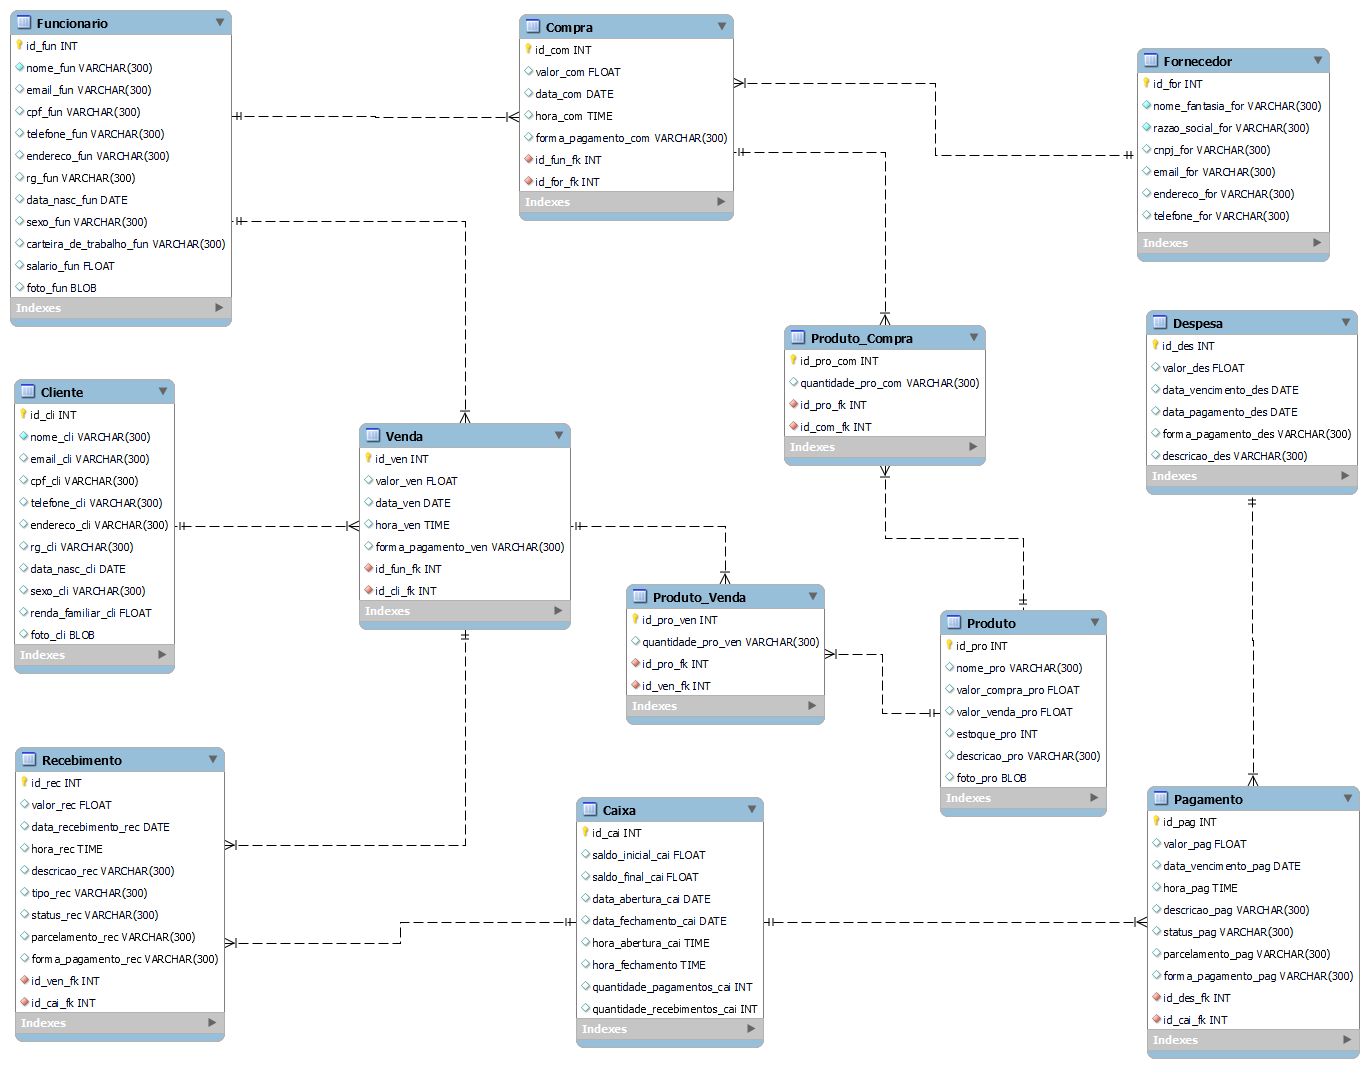 Funcionario
id_fun INT
nome_fun VARCHAR(300)
email_fun VARCHAR(300)
cpf_fun VARCHAR(300)
telefone_fun VARCHAR(300)
endereco_fun VARCHAR(300)
rg_fun VARCHAR(300)
data_nasc_fun DATE
sexo_fun VARCHAR(300)
carteira_de_trabalho_fun VARCHAR(300)
salario_fun FLOAT
foto_fun BLOB
Indexes
Compra
id_com INT
valor_com FLOAT
data_com DATE
hora_com TIME
forma_pagamento_com VARCHAR(300)
id_fun_fk INT
id_for_fk INT
Indexes
Fornecedor
id_for INT
nome_fantasia_for VARCHAR(300)
razao_social_for VARCHAR(300)
cnpj_for VARCHAR(300)
email_for VARCHAR(300)
endereco_for VARCHAR(300)
telefone_for VARCHAR(300)
Indexes
Produto_Compra
id_pro_com INT
quantidade_pro_com VARCHAR(300)
id_pro_fk INT
id_com_fk INT
Indexes
Despesa
id_des INT
valor_des FLOAT
data_vencimento_des DATE
data_pagamento_des DATE
forma_pagamento_des VARCHAR(300)
descricao_des VARCHAR(300)
Indexes
Cliente
id_cli INT
nome_cli VARCHAR(300)
email_cli VARCHAR(300)
cpf_cli VARCHAR(300)
telefone_cli VARCHAR(300)
endereco_cli VARCHAR(300)
rg_cli VARCHAR(300)
data_nasc_cli DATE
sexo_cli VARCHAR(300)
renda_familiar_cli FLOAT
foto_cli BLOB
Indexes
Venda
id_ven INT
valor_ven FLOAT
data_ven DATE
hora_ven TIME
forma_pagamento_ven VARCHAR(300)
id_fun_fk INT
id_cli_fk INT
Indexes
Produto_Venda
id_pro_ven INT
quantidade_pro_ven VARCHAR(300)
id_pro_fk INT
id_ven_fk INT
Indexes
Produto
id_pro INT
nome_pro VARCHAR(300)
valor_compra_pro FLOAT
valor_venda_pro FLOAT
estoque_pro INT
descricao_pro VARCHAR(300)
foto_pro BLOB
Indexes
Recebimento
id_rec INT
valor_rec FLOAT
data_recebimento_rec DATE
hora_rec TIME
descricao_rec VARCHAR(300)
tipo_rec VARCHAR(300)
status_rec VARCHAR(300)
parcelamento_rec VARCHAR(300)
forma_pagamento_rec VARCHAR(300)
id_ven_fk INT
id_cai_fk INT
Indexes
Caixa
id_cai INT
saldo_inicial_cai FLOAT
saldo_final_cai FLOAT
data_abertura_cai DATE
data_fechamento_cai DATE
hora_abertura_cai TIME
hora_fechamento TIME
quantidade_pagamentos_cai INT
quantidade_recebimentos_cai INT
Indexes
Pagamento
id_pag INT
valor_pag FLOAT
data_vencimento_pag DATE
hora_pag TIME
descricao_pag VARCHAR(300)
status_pag VARCHAR(300)
parcelamento_pag VARCHAR(300)
forma_pagamento_pag VARCHAR(300)
id_des_fk INT
id_cai_fk INT
Indexes